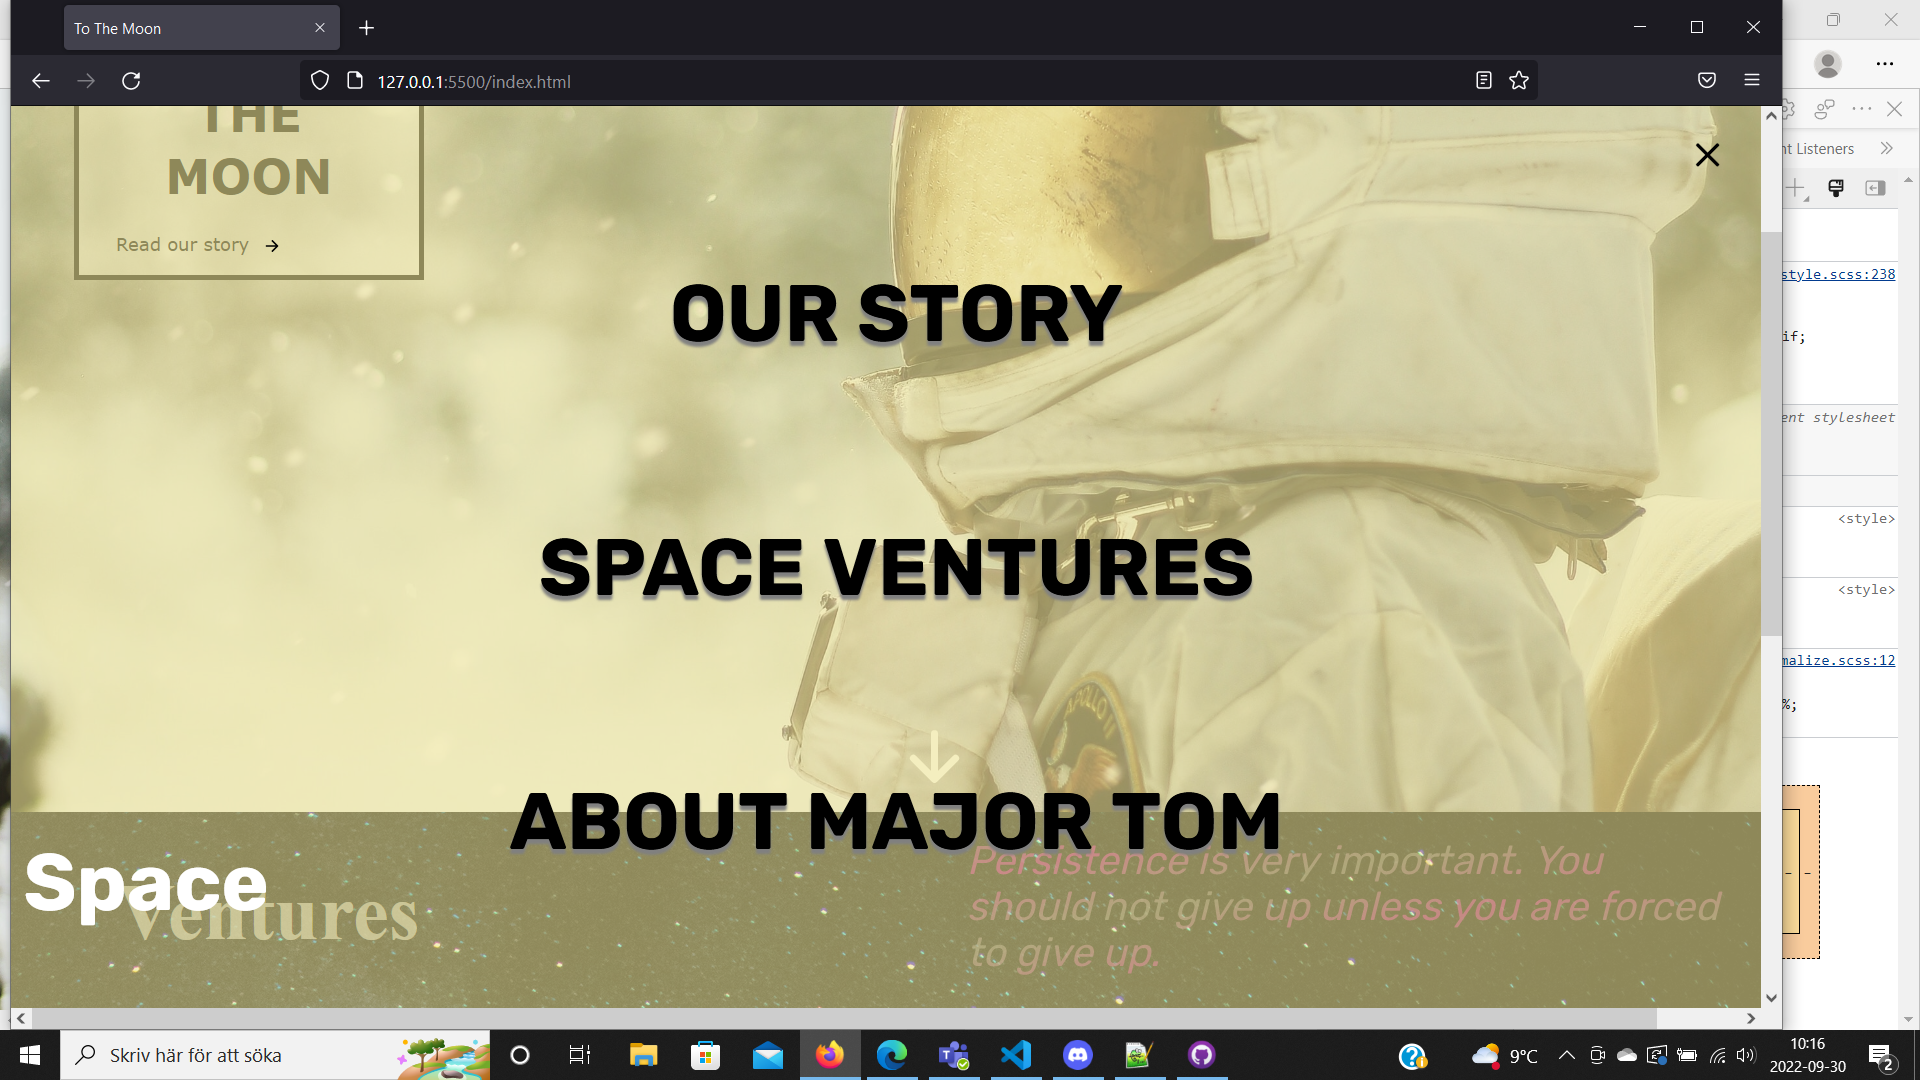 To The Moon
127.0.0.1:5500/index.html
THE
MOON
Read our story
OUR STORY
SPACE VENTURES
APOLLO 11
ABOUT MAJOR TOM
Space
Ventures
Persistence is very important. You
should not give up unless you are forced
to give up.
nt Listeners
style.scss:238
if;
ent stylesheet
<style>
<style>
malize.scss:12
%;
Skriv här för att söka
9°C
10:16
2022-09-30
2